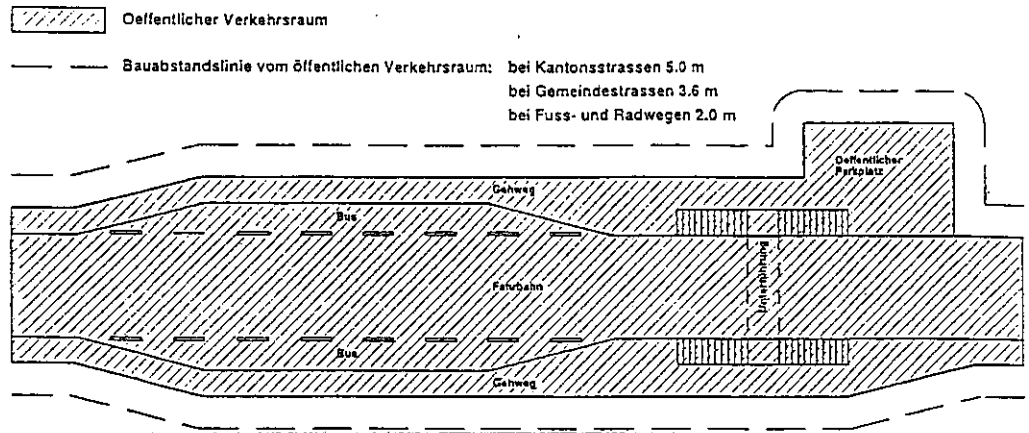 Oeffentlicher Verkehrsraum
Bauabstandslinie vom öffentlichen Verkehrsraum: bei Kantonsstrassen 5.0 m
bei Gemeindestrassen 3.6 m
bei Fuss- und Radwegen 2.0 m
Oeffentlicher
Parkplatz
Gehweg
Bus
Unterführung
Fahrbahn
Bus
Gehweg